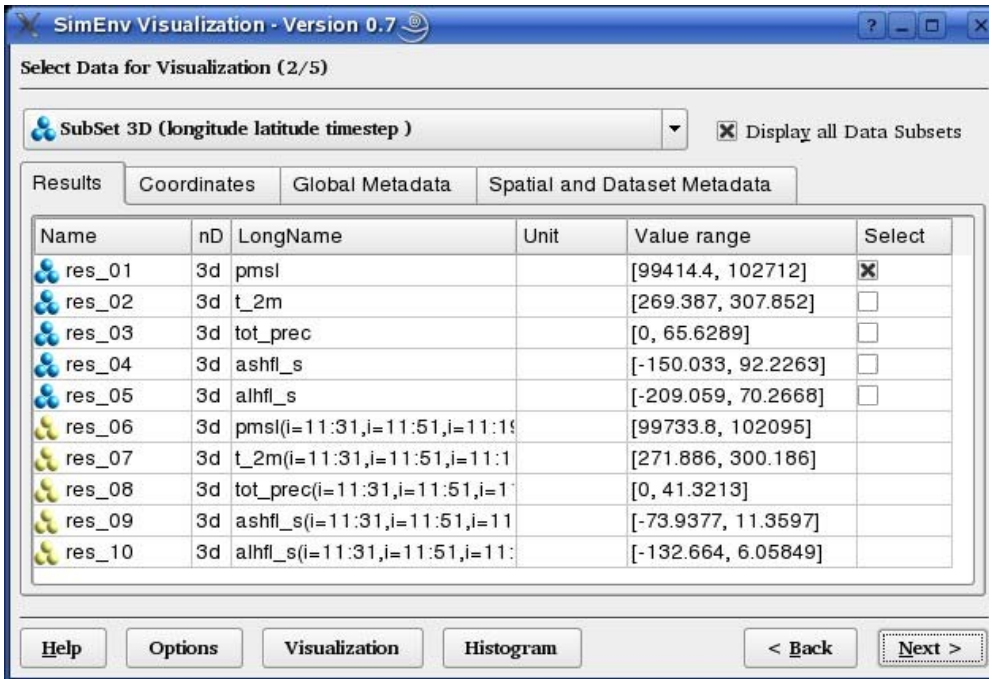 SimEnv Visualization - Version 0.7
Select Data for Visualization (2/5)
SubSet 3D (longitude latitude timestep )
Display all Data Subsets
Results Coordinates Global Metadata Spatial and Dataset Metadata
Name nD LongName Unit Value range Select
res_01 3d pmsl [99414.4, 102712]
res_02 3d t_2m [269.387, 307.852]
res_03 3d tot_prec [0, 65.6289]
res_04 3d ashfl_s [-150.033, 92.2263]
res_05 3d alhfl_s [-209.059, 70.2668]
res_06 3d pmsl(i=11:31,i=11:51,i=11:19 [99733.8, 102095]
res_07 3d t_2m(i=11:31,i=11:51,i=11:1 [271.886, 300.186]
res_08 3d tot_prec(i=11:31,i=11:51,i=1 [0, 41.3213]
res_09 3d ashfl_s(i=11:31,i=11:51,i=11 [-73.9377, 11.3597]
res_10 3d alhfl_s(i=11:31,i=11:51,i=11: [-132.664, 6.05849]
Help Options Visualization Histogram < Back Next >